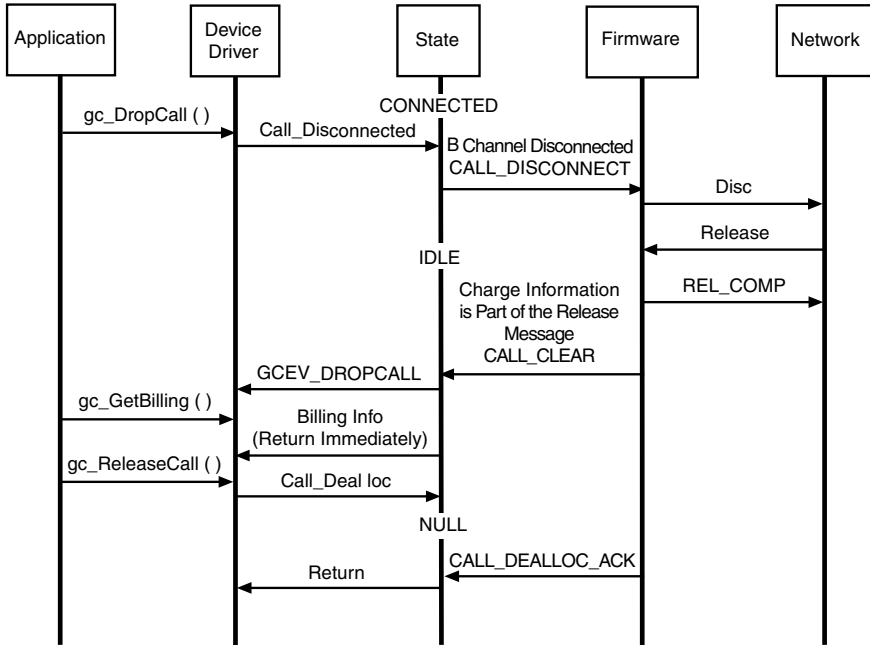 Application
Device
Driver
State
Firmware
Network
CONNECTED
gc_DropCall ( )
Call_Disconnected
B Channel Disconnected
CALL_DISCONNECT
Disc
Release
IDLE
Charge Information
is Part of the Release
Message
CALL_CLEAR
REL_COMP
GCEV_DROPCALL
gc_GetBilling ( )
Billing Info
(Return Immediately)
gc_ReleaseCall ( )
Call_Deal loc
NULL
CALL_DEALLOC_ACK
Return